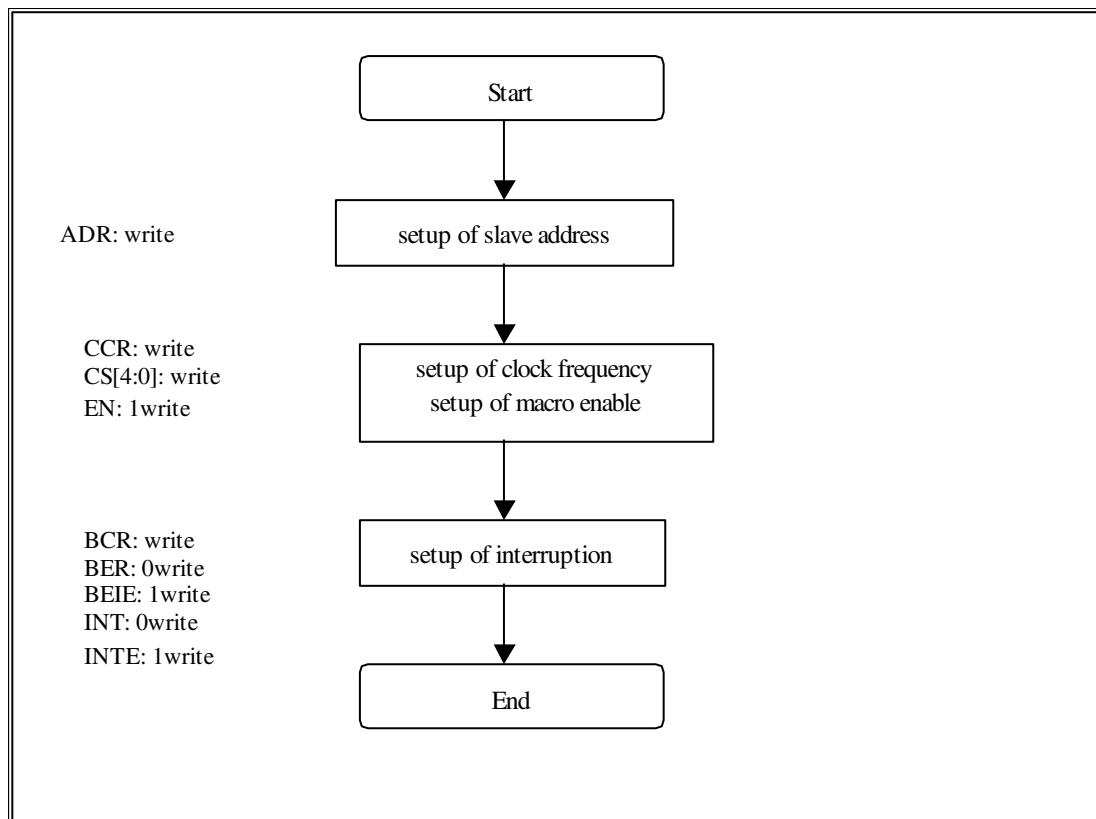 Start
ADR: write
setup of slave address
CCR: write
CS[4:0]: write
EN: 1write
setup of clock frequency
setup of macro enable
BCR: write
BER: 0write
BEIE: 1write
INT: 0write
INTE: 1write
setup of interruption
End